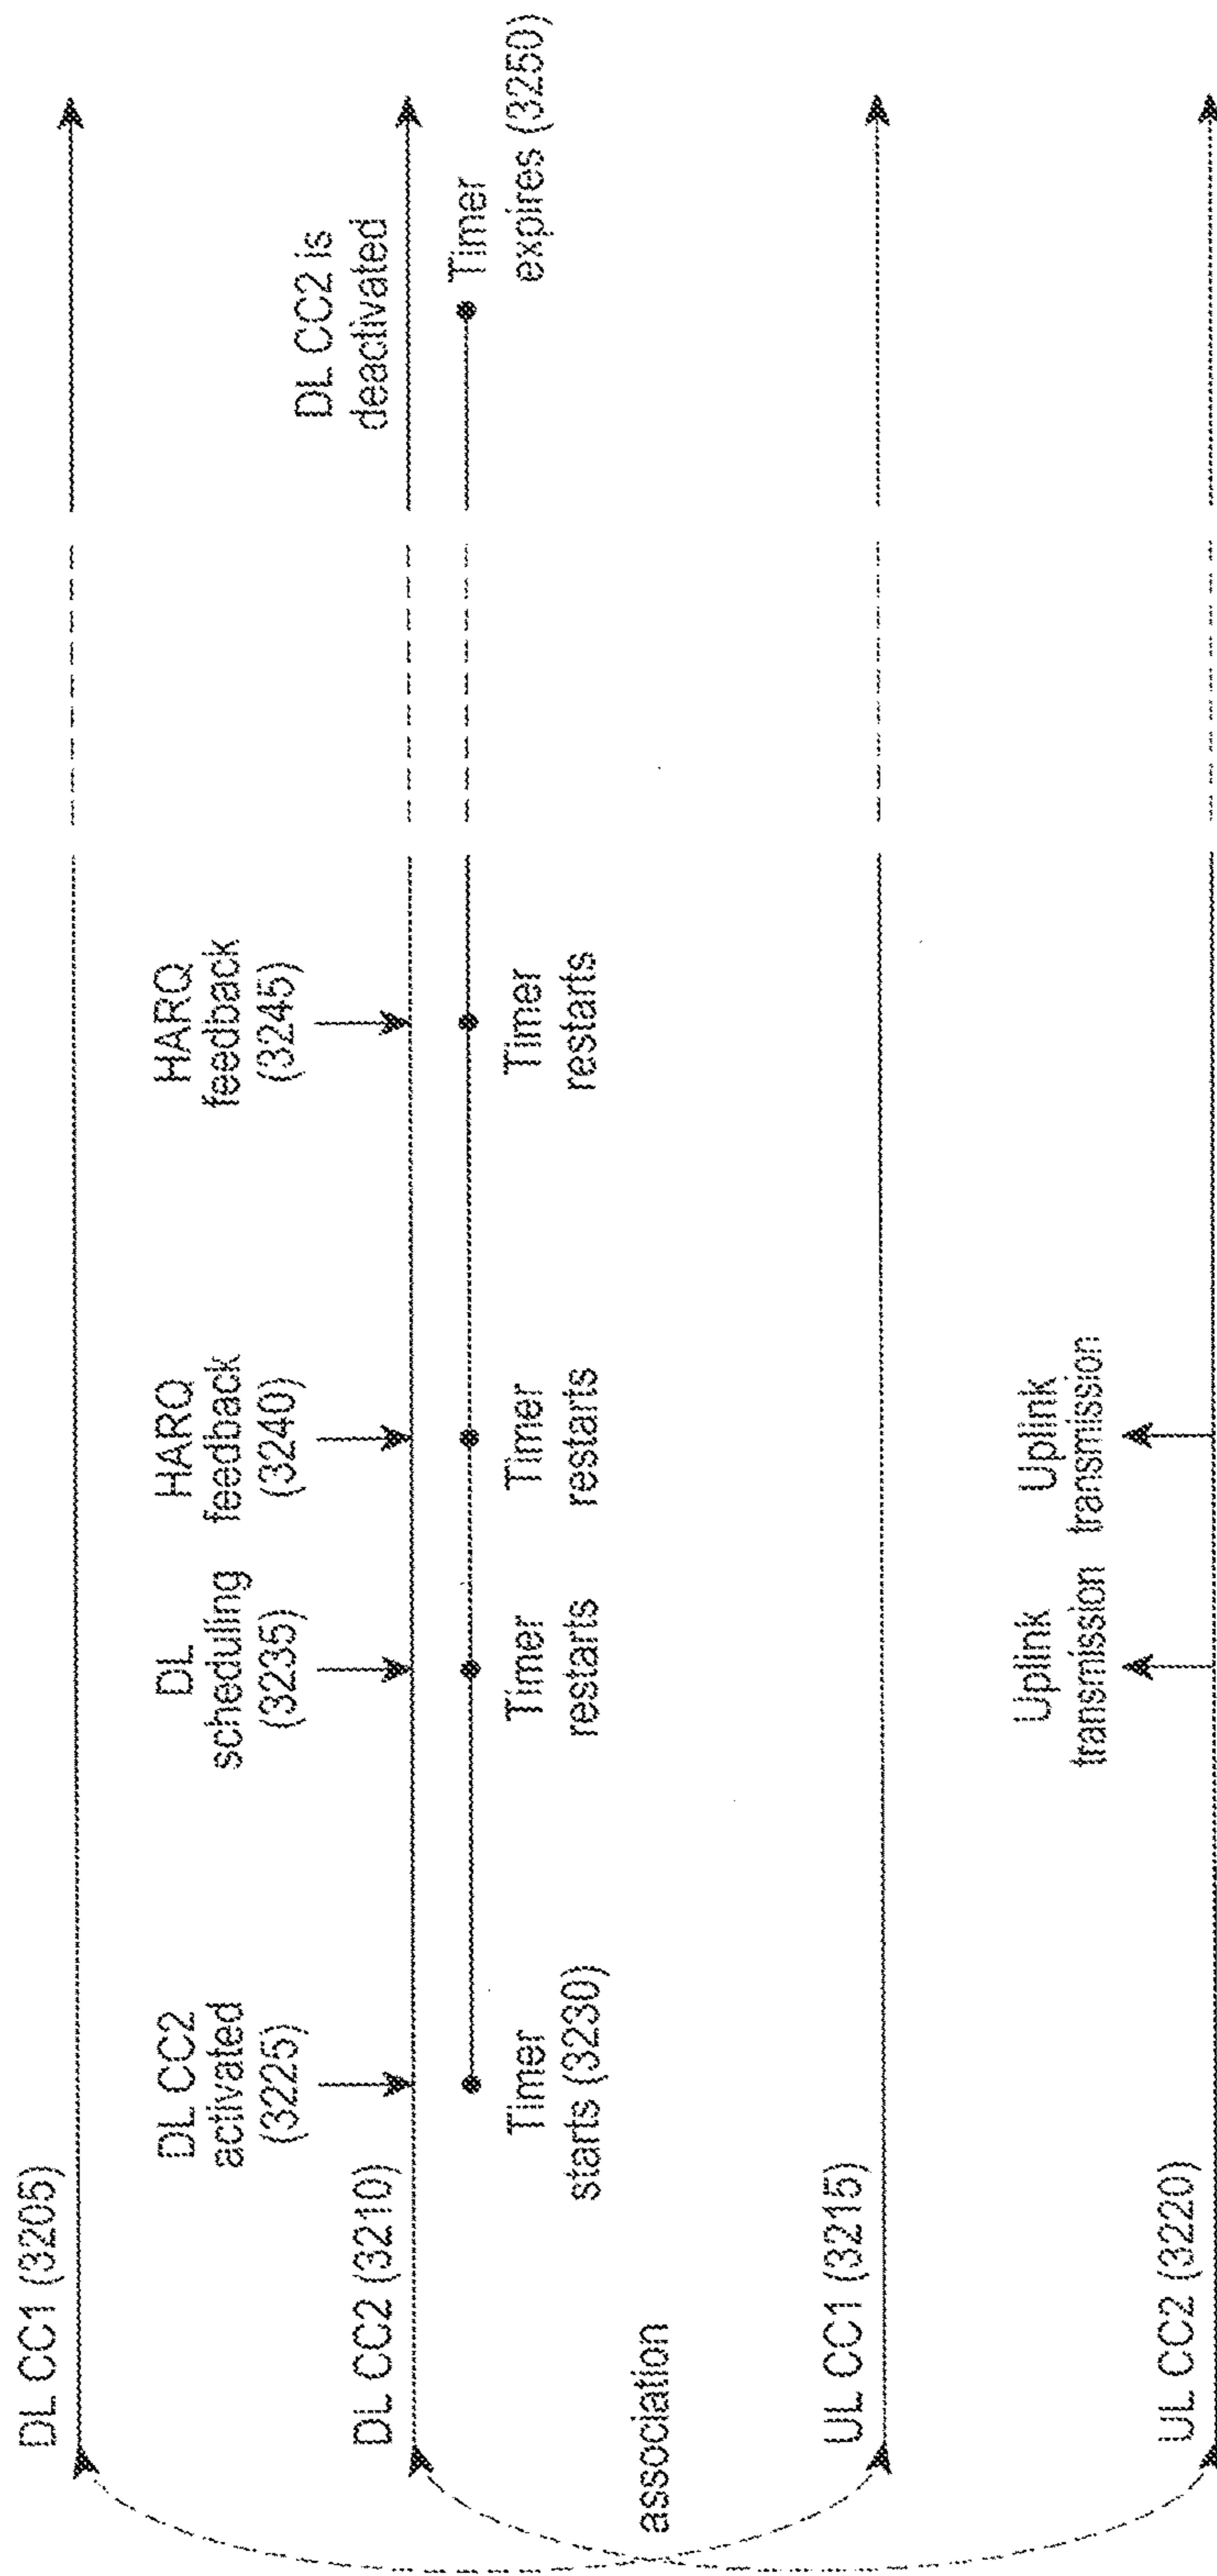 DL CC1 (3205)
DL CC2
activated
(3225)
DL
scheduling
(3235)
HARQ
feedback
(3240)
HARQ
feedback
(3245)
DL CC2 is
deactivated
DL CC2 (3210)
Timer
starts (3230)
Timer
restarts
Timer
restarts
Timer
restarts
Timer
expires (3250)
association
UL CC1 (3215)
Uplink
transmission
Uplink
transmission
UL CC2 (3220)